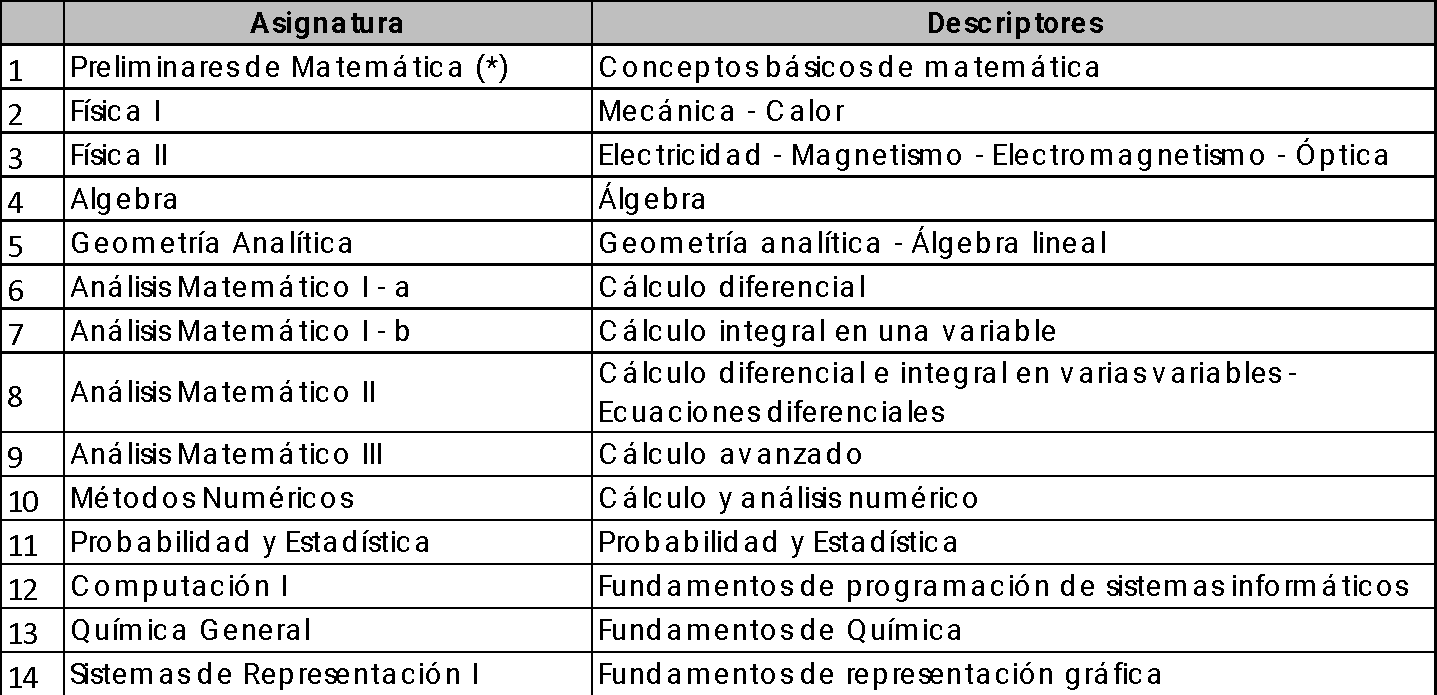 Asignatura Descriptores
1 Preliminares de Matemática (*) Conceptos básicos de matemática
2 Física I Mecánica - Calor
3 Física II Electricidad - Magnetismo - Electromagnetismo - Óptica
4 Algebra Álgebra
5 Geometría Analítica Geometría analítica - Álgebra lineal
6 Análisis Matemático I - a Cálculo diferencial
7 Análisis Matemático I - b Cálculo integral en una variable
8 Análisis Matemático II Cálculo diferencial e integral en varias variables -
Ecuaciones diferenciales
9 Análisis Matemático III Cálculo avanzado
10 Métodos Numéricos Cálculo y análisis numérico
11 Probabilidad y Estadística Probabilidad y Estadística
12 Computación I Fundamentos de programación de sistemas informáticos
13 Química General Fundamentos de Química
14 Sistemas de Representación I Fundamentos de representación gráfica